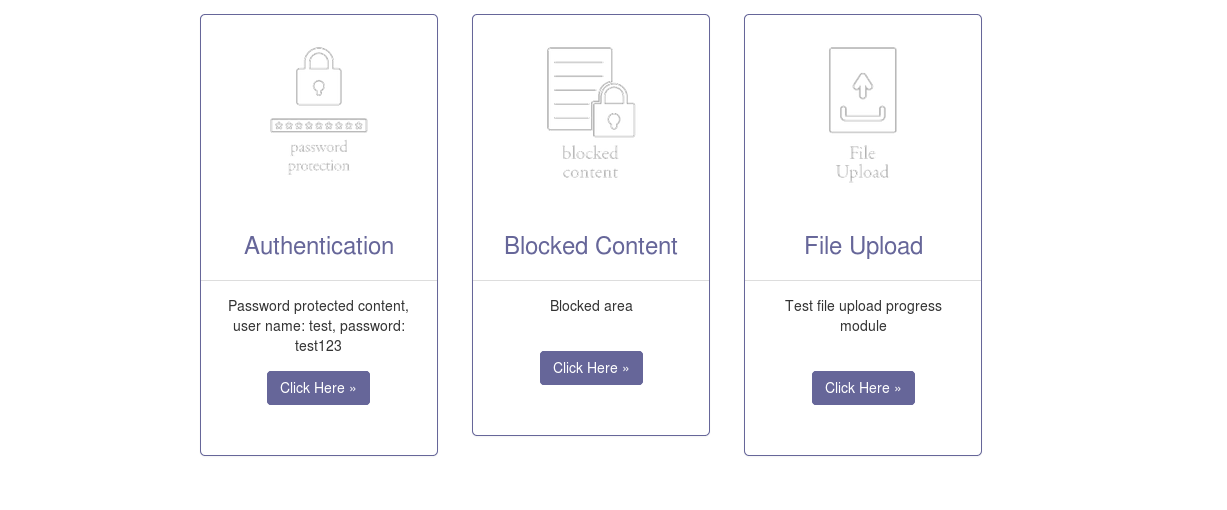 password
protection
Authentication
Password protected content,
user name: test, password:
test123
Click Here »
blocked
content
Blocked Content
Blocked area
Click Here »
File
Upload
File Upload
Test file upload progress
module
Click Here »